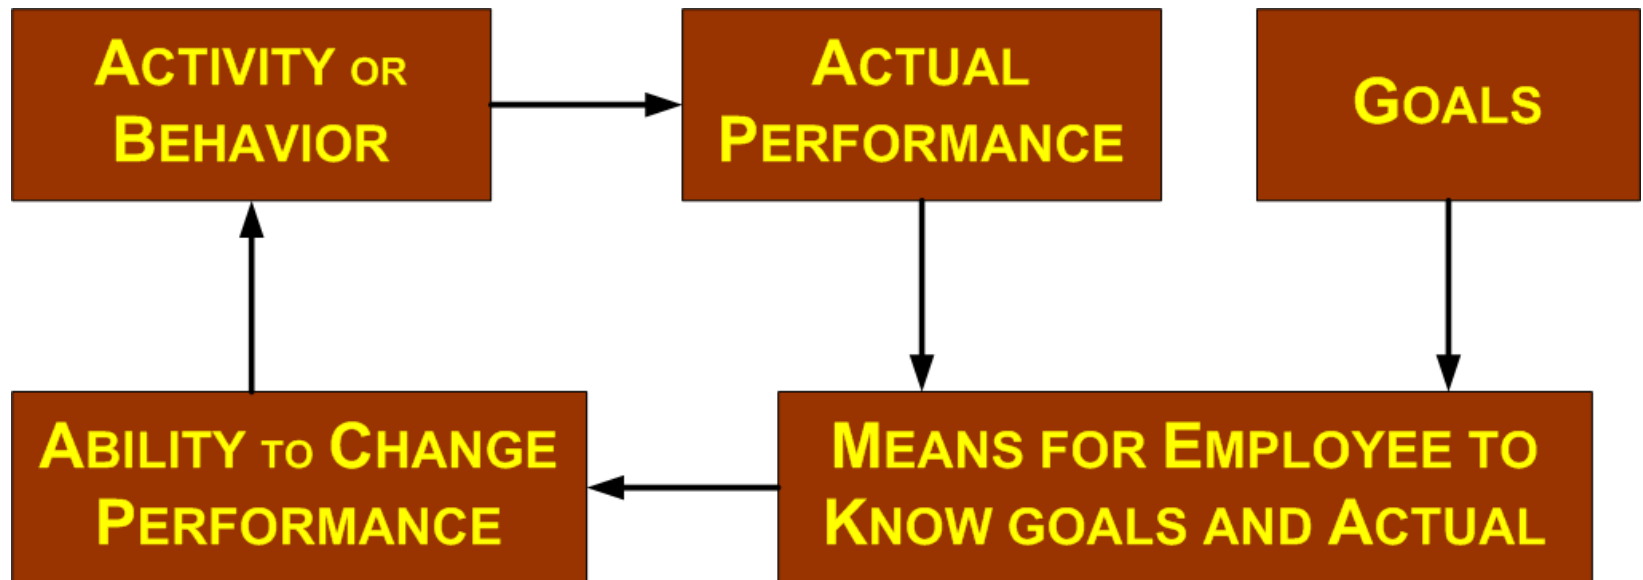 ACTIVITY OR
BEHAVIOR
ACTUAL
PERFORMANCE
GOALS
ABILITY TO CHANGE
PERFORMANCE
MEANS FOR EMPLOYEE TO
KNOW GOALS AND ACTUAL